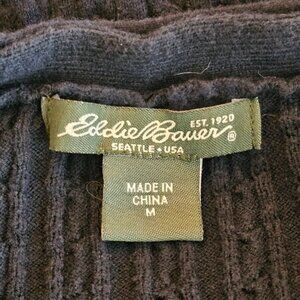 Eddie Bauer EST. 1920
SEATTLE • USA
MADE IN
CHINA
M